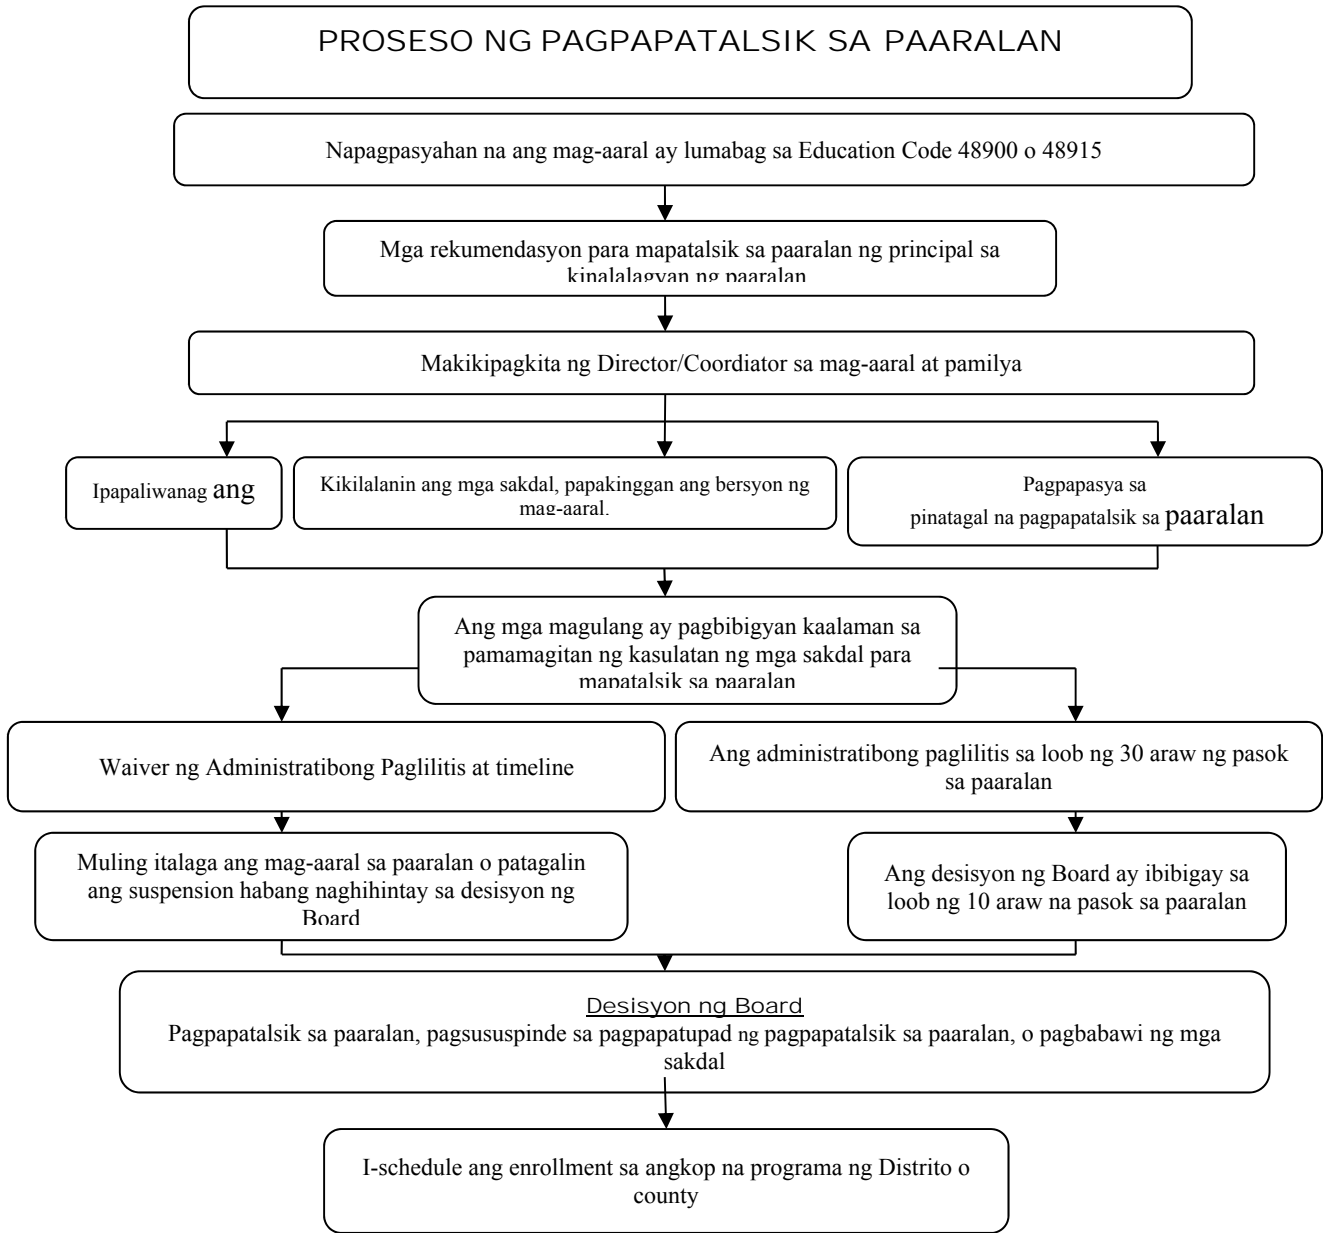 PROSESO NG PAGPAPATALSIK SA PAARALAN
Napagpasyahan na ang mag-aaral ay lumabag sa Education Code 48900 o 48915
Mga rekumendasyon para mapatalsik sa paaralan ng principal sa
kinalalagyan ng paaralan
Makikipagkita ng Director/Coordiator sa mag-aaral at pamilya
Ipapaliwanag ang
Kikilalanin ang mga sakdal, papakinggan ang bersyon ng
mag-aaral.
Pagpapasya sa
pinatagal na pagpapatalsik sa paaralan
Ang mga magulang ay pagbibigyan kaalaman sa
pamamagitan ng kasulatan ng mga sakdal para
mapatalsik sa paaralan
Waiver ng Administratibong Paglilitis at timeline
Ang administratibong paglilitis sa loob ng 30 araw ng pasok
sa paaralan
Muling italaga ang mag-aaral sa paaralan o patagalin
ang suspension habang naghihintay sa desisyon ng
Board
Ang desisyon ng Board ay ibibigay sa
loob ng 10 araw na pasok sa paaralan
Desisyon ng Board
Pagpapatalsik sa paaralan, pagsususpinde sa pagpapatupad ng pagpapatalsik sa paaralan, o pagbabawi ng mga
sakdal
I-schedule ang enrollment sa angkop na programa ng Distrito o
county